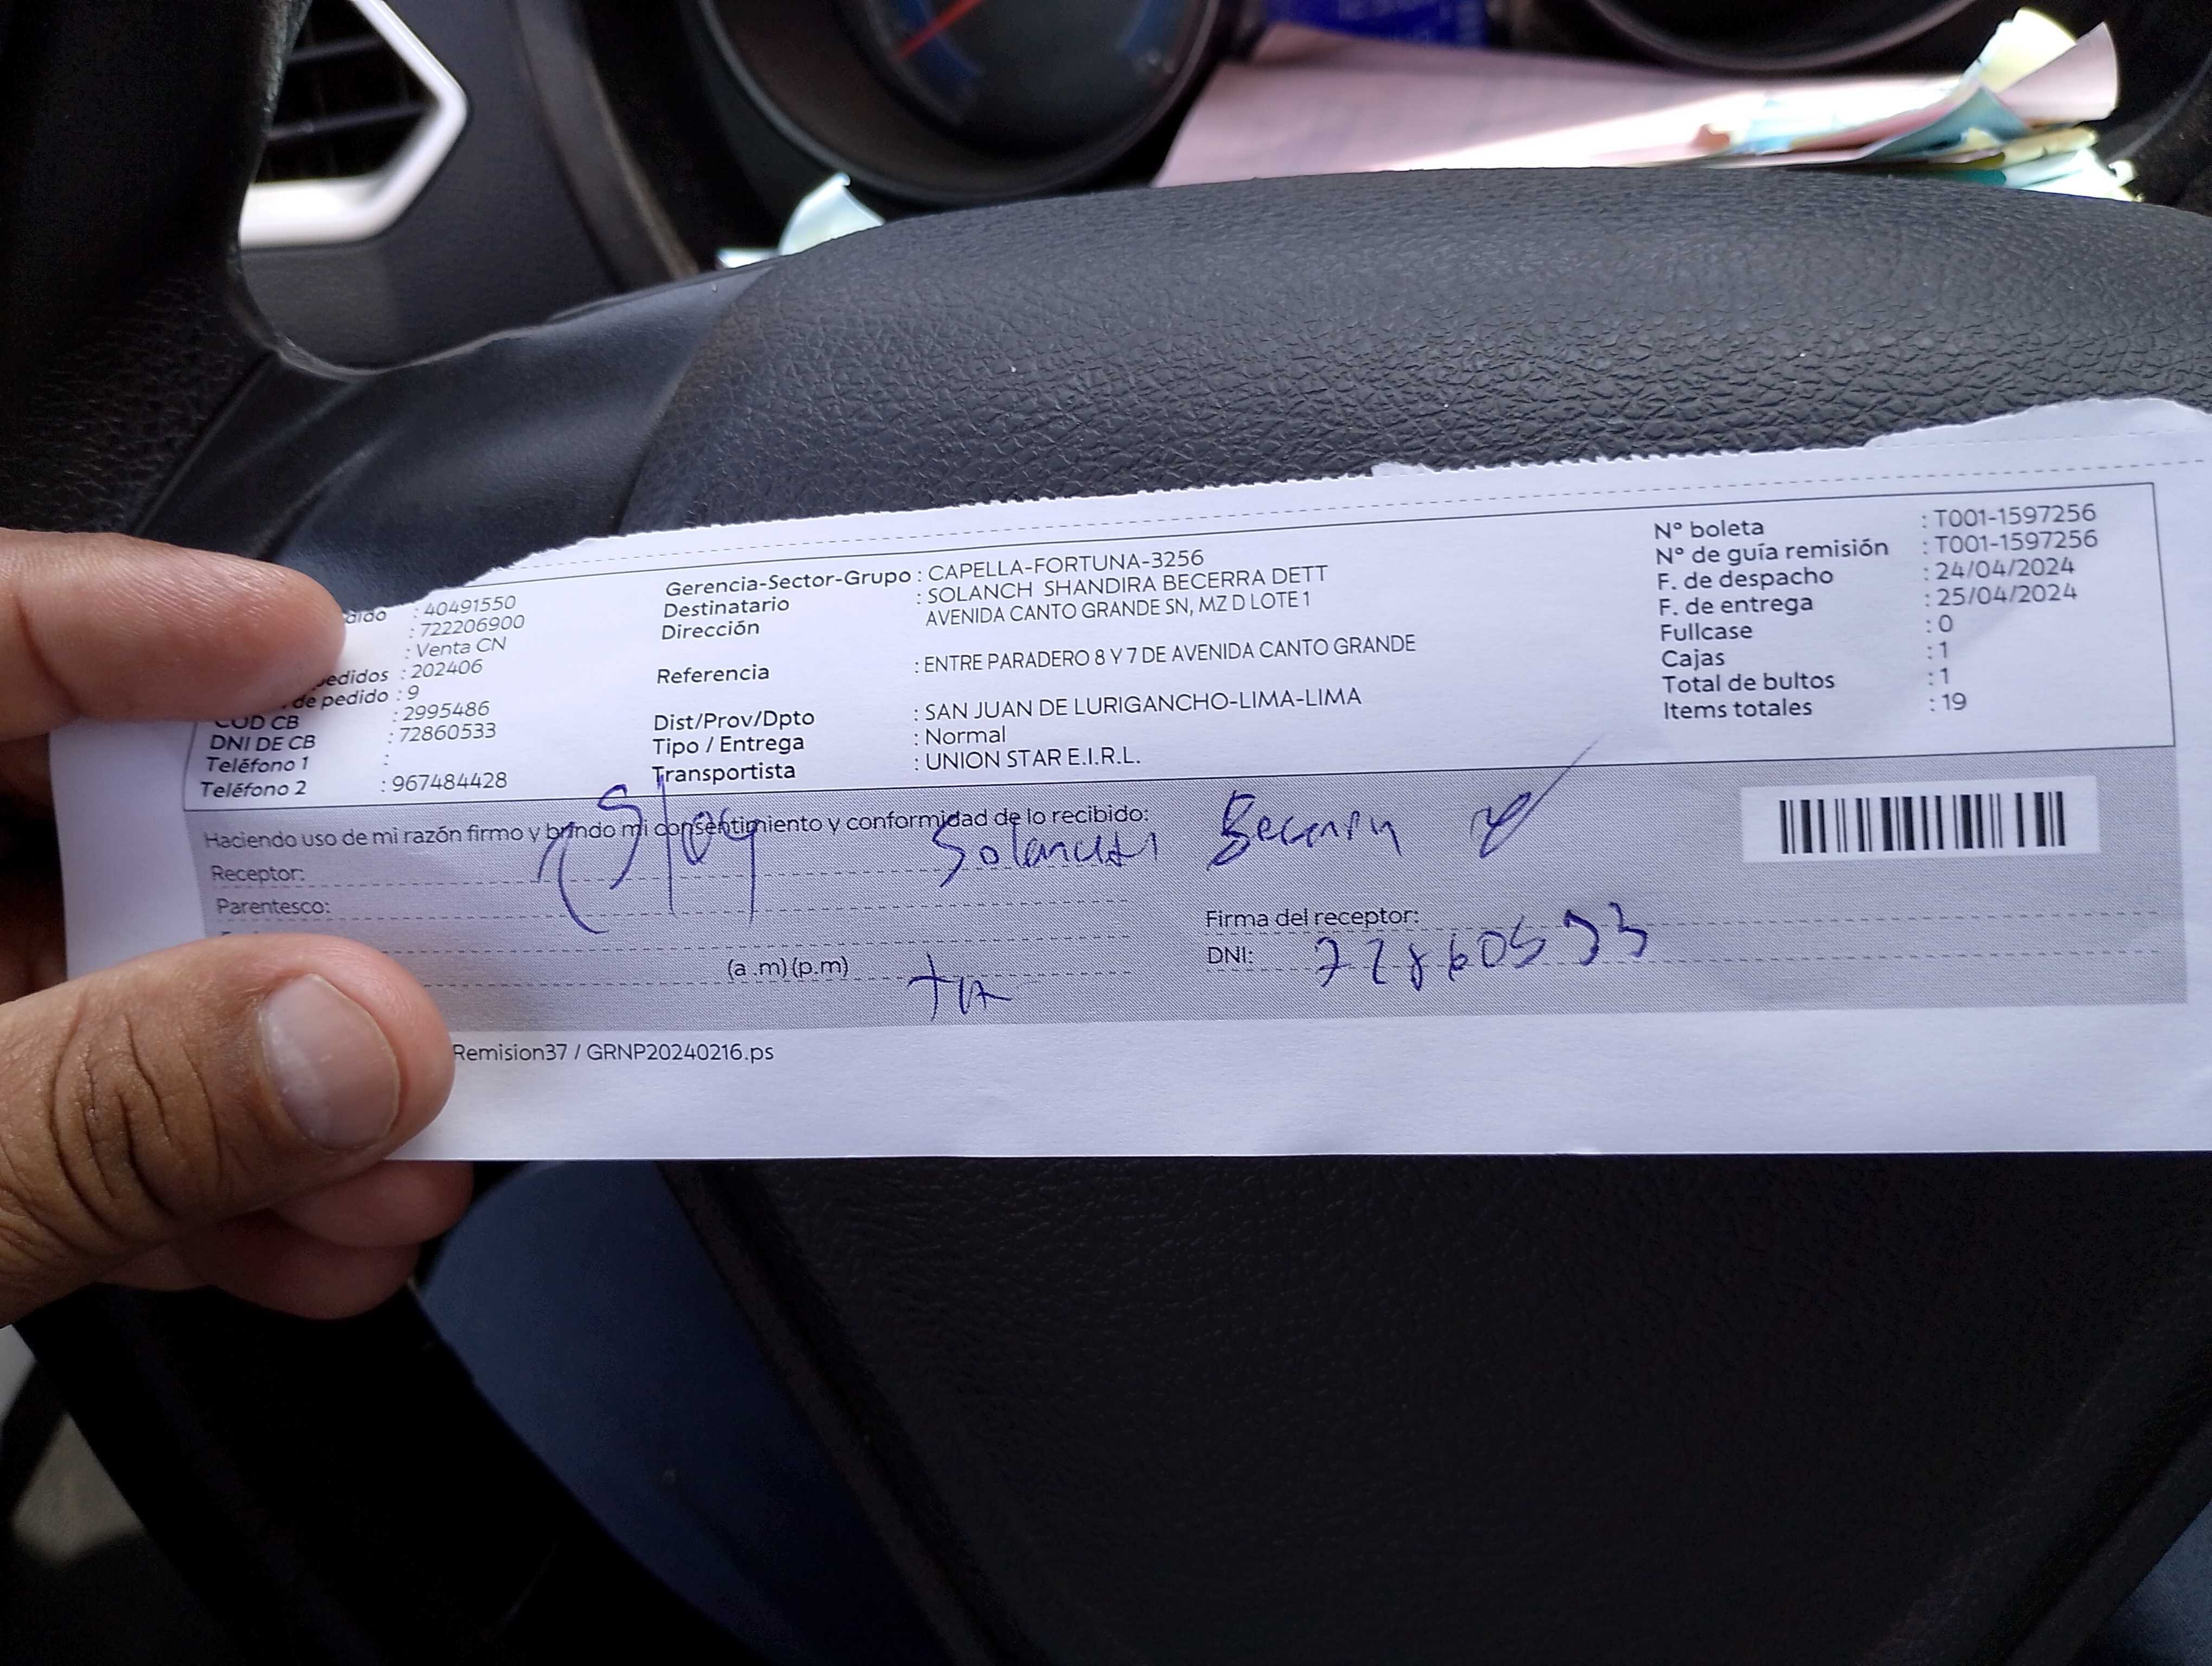 : 40491550
: 722206900
: Venta CN
pedidos : 202406
de pedido : 9
COD CB : 2995486
DNI DE CB : 72860533
Teléfono 1 :
Teléfono 2 : 967484428
Gerencia-Sector-Grupo : CAPELLA-FORTUNA-3256
Destinatario : SOLANCH SHANDIRA BECERRA DETT
Dirección AVENIDA CANTO GRANDE SN, MZ D LOTE 1
Referencia : ENTRE PARADERO 8 Y 7 DE AVENIDA CANTO GRANDE
Dist/Prov/Dpto : SAN JUAN DE LURIGANCHO-LIMA-LIMA
Tipo / Entrega : Normal
Transportista : UNION STAR E.I.R.L.
N° boleta : T001-1597256
N° de guía remisión : T001-1597256
F. de despacho : 24/04/2024
F. de entrega : 25/04/2024
Fullcase : 0
Cajas : 1
Total de bultos : 1
Items totales : 19
Haciendo uso de mi razón firmo y brindo mi consentimiento y conformidad de lo recibido:
Receptor:
Parentesco:
(a .m) (p.m)
Firma del receptor:
DNI:
Remision37 / GRNP20240216.ps